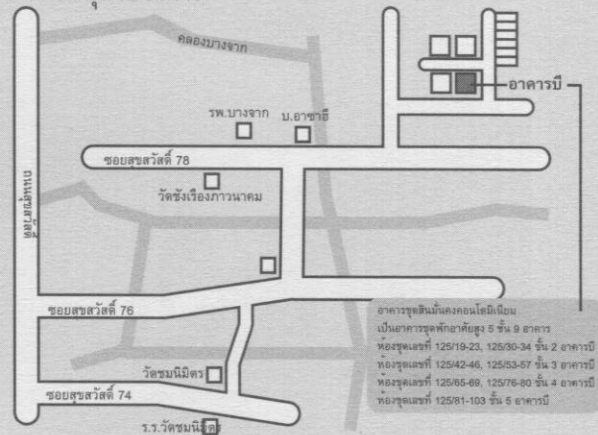 คลองบางจาก
อาคารบี
รพ.บางจาก
บ.อาซาฮี
ซอยสุขสวัสดิ์ 78
วัดชังเรืองภาวนาคม
ถนนสุขสวัสดิ์
ซอยสุขสวัสดิ์ 76
วัดชมนิมิตร
ซอยสุขสวัสดิ์ 74
ร.ร.วัดชมนิมิตร
อาคารชุดสินมั่นคงคอนโดมิเนียม
เป็นอาคารชุดพักอาศัยสูง 5 ชั้น 9 อาคาร
ห้องชุดเลขที่ 125/19-23, 125/30-34 ชั้น 2 อาคารบี
ห้องชุดเลขที่ 125/42-46, 125/53-57 ชั้น 3 อาคารบี
ห้องชุดเลขที่ 125/65-69, 125/76-80 ชั้น 4 อาคารบี
ห้องชุดเลขที่ 125/81-103 ชั้น 5 อาคารบี